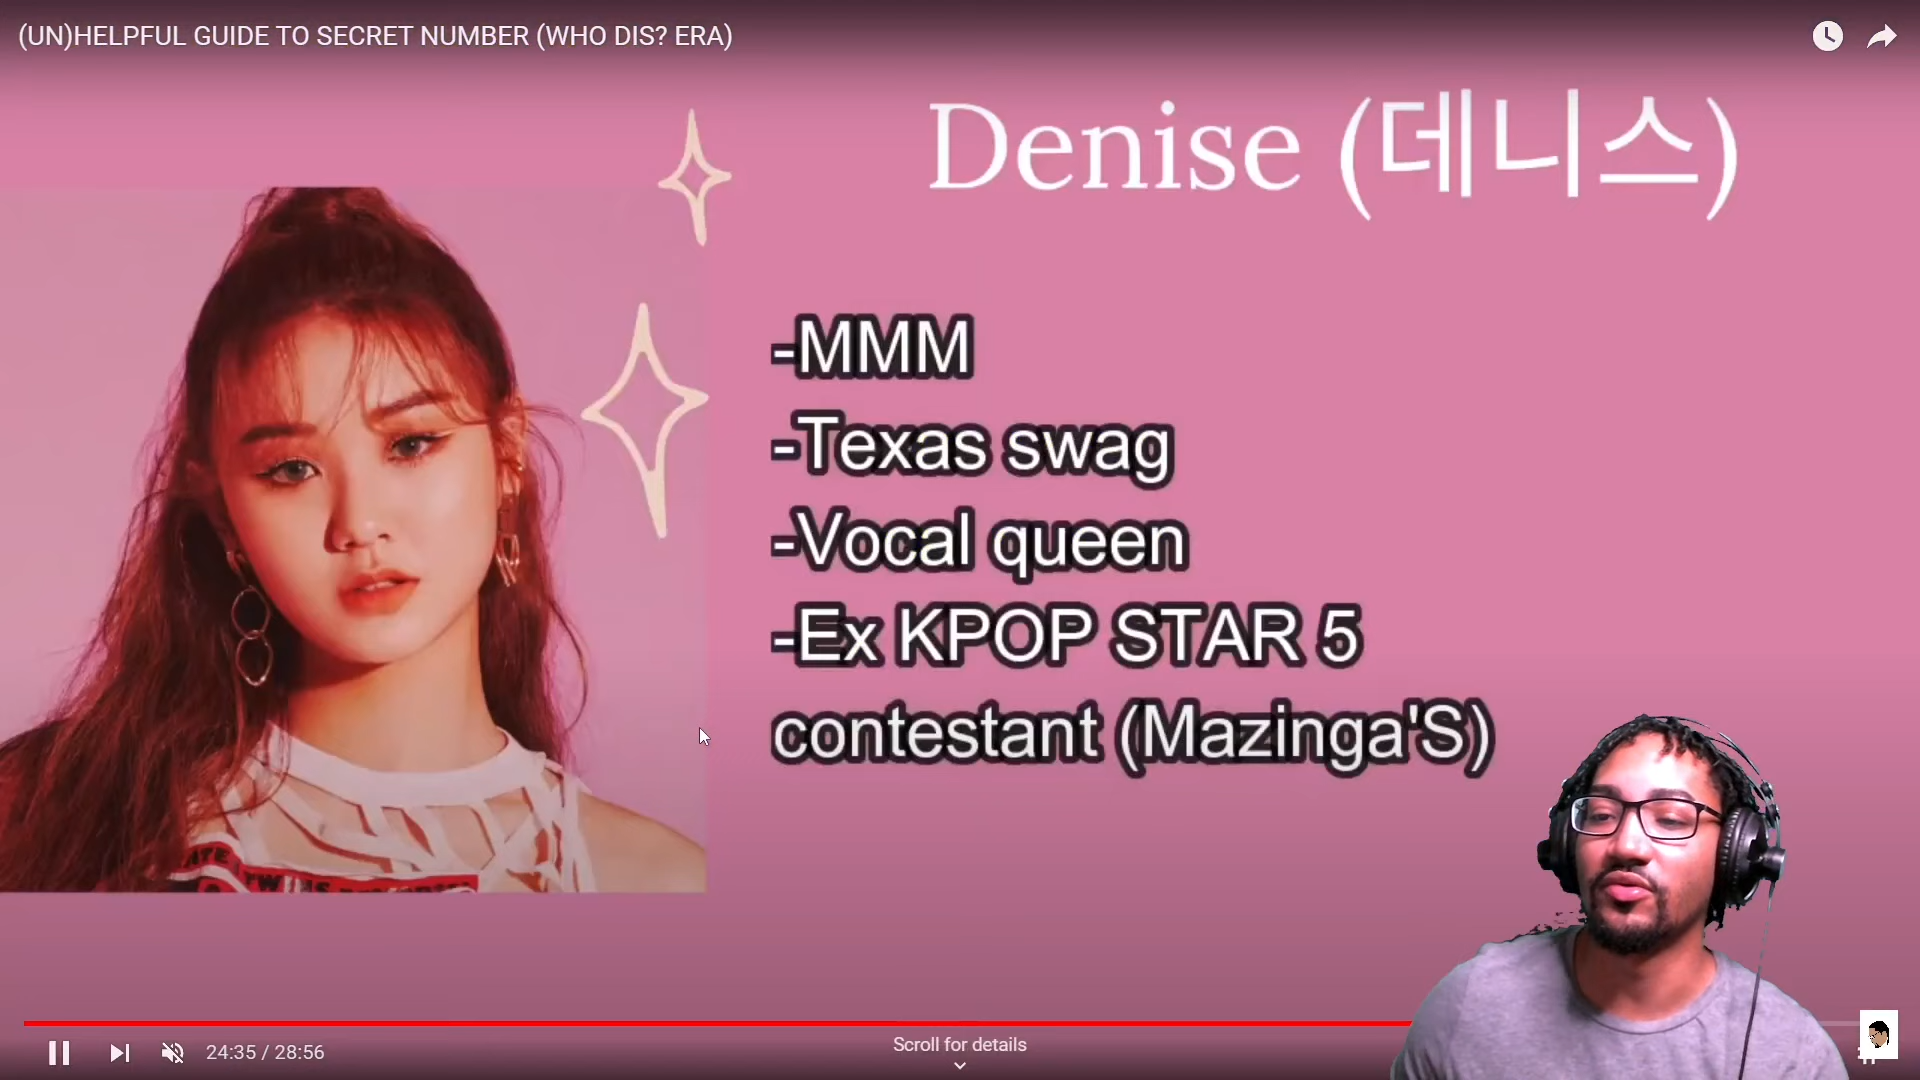 (UN)HELPFUL GUIDE TO SECRET NUMBER (WHO DIS? ERA)
Denise (데니스)
-MMM
-Texas swag
-Vocal queen
-Ex KPOP STAR 5
contestant (Mazinga'S)
24:35 / 28:56
Scroll for details